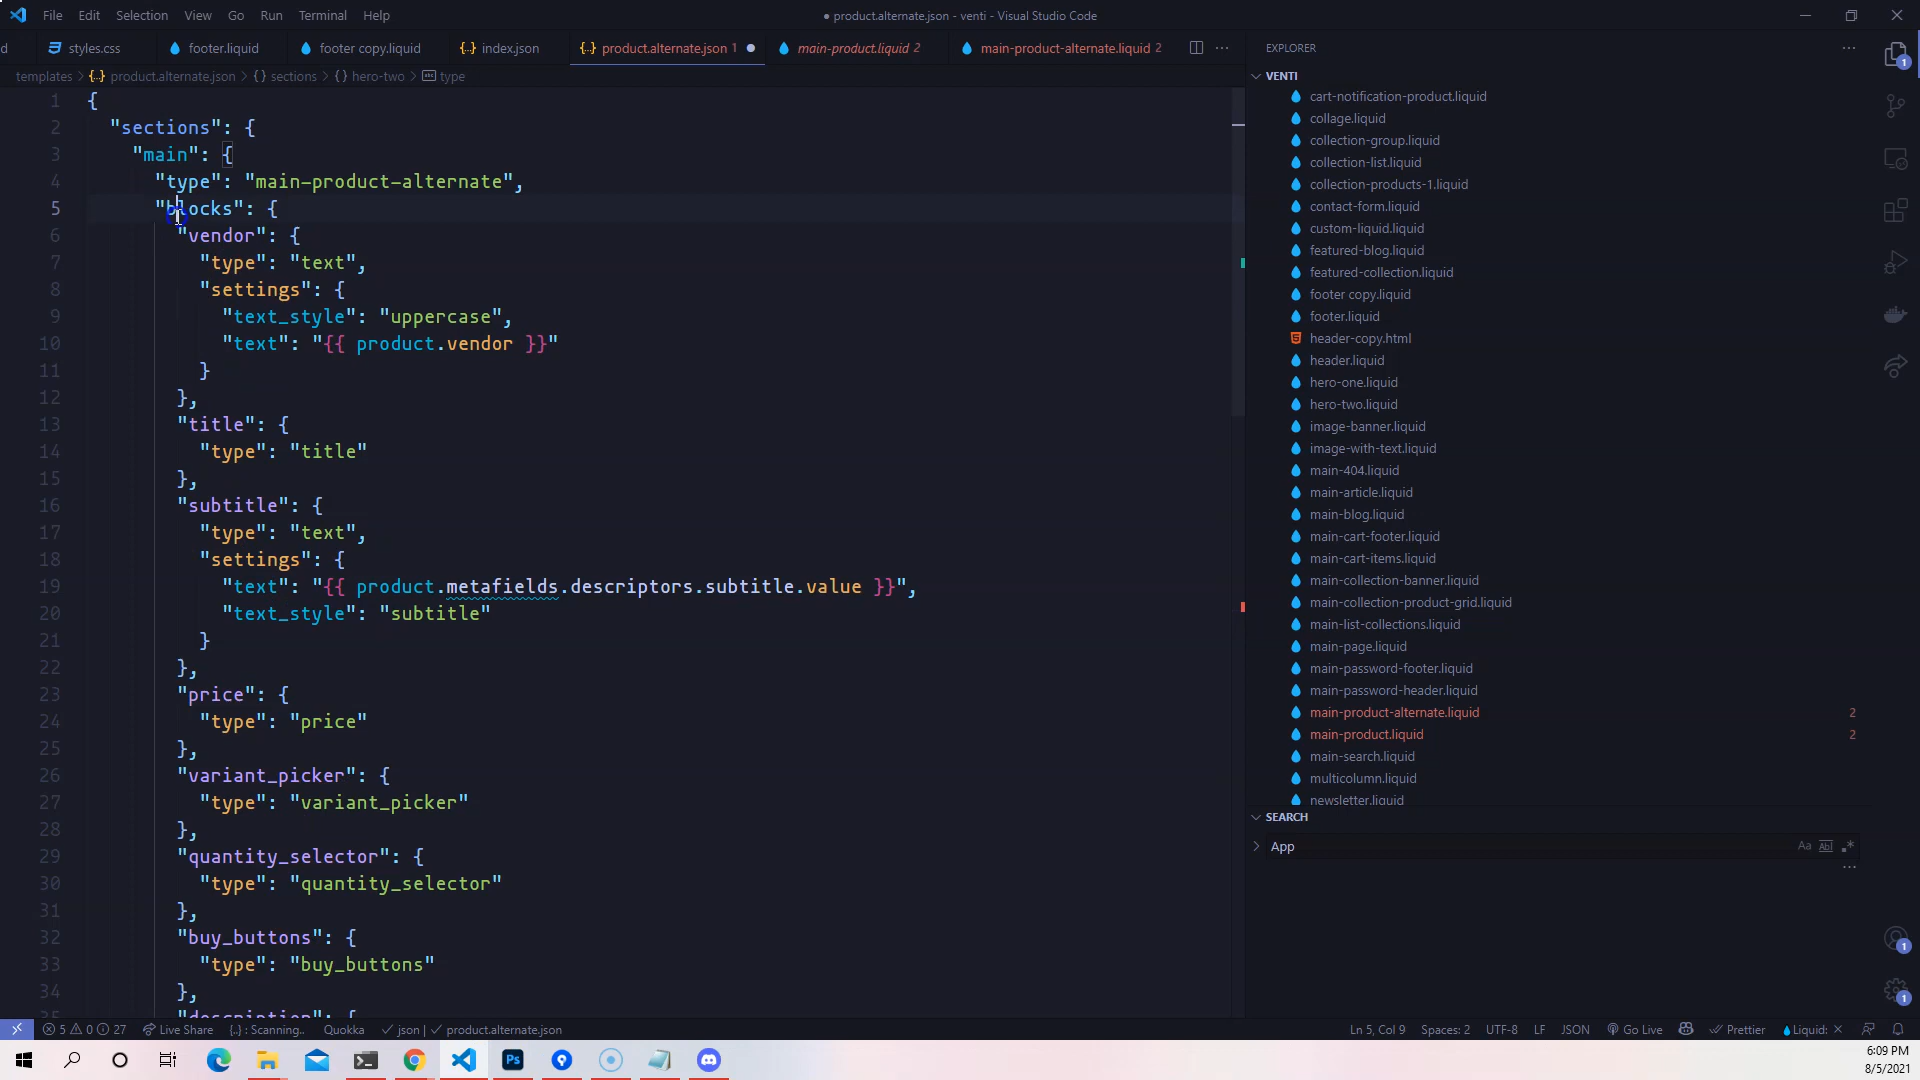 File Edit Selection View Go Run Terminal Help
● product.alternate.json - venti - Visual Studio Code
styles.css footer.liquid footer copy.liquid index.json product.alternate.json 1 main-product.liquid 2 main-product-alternate.liquid 2
templates > product.alternate.json > {} sections > {} hero-two > type
1 {
2 "sections": {
3 "main": {
4 "type": "main-product-alternate",
5 "blocks": {
6 "vendor": {
7 "type": "text",
8 "settings": {
9 "text_style": "uppercase",
10 "text": "{{ product.vendor }}"
11 }
12 },
13 "title": {
14 "type": "title"
15 },
16 "subtitle": {
17 "type": "text",
18 "settings": {
19 "text": "{{ product.metafields.descriptors.subtitle.value }}",
20 "text_style": "subtitle"
21 }
22 },
23 "price": {
24 "type": "price"
25 },
26 "variant_picker": {
27 "type": "variant_picker"
28 },
29 "quantity_selector": {
30 "type": "quantity_selector"
31 },
32 "buy_buttons": {
33 "type": "buy_buttons"
34 },
35 "description": {
EXPLORER
VENTI
cart-notification-product.liquid
collage.liquid
collection-group.liquid
collection-list.liquid
collection-products-1.liquid
contact-form.liquid
custom-liquid.liquid
featured-blog.liquid
featured-collection.liquid
footer copy.liquid
footer.liquid
header-copy.html
header.liquid
hero-one.liquid
hero-two.liquid
image-banner.liquid
image-with-text.liquid
main-404.liquid
main-article.liquid
main-blog.liquid
main-cart-footer.liquid
main-cart-items.liquid
main-collection-banner.liquid
main-collection-product-grid.liquid
main-list-collections.liquid
main-page.liquid
main-password-footer.liquid
main-password-header.liquid
main-product-alternate.liquid 2
main-product.liquid 2
main-search.liquid
multicolumn.liquid
newsletter.liquid
SEARCH
App
Aa Abl .*
5 0 27 Live Share {..} : Scanning.. Quokka ✓ json | ✓ product.alternate.json
Ln 5, Col 9 Spaces: 2 UTF-8 LF JSON Go Live Prettier Liquid: ×
Ps
6:09 PM
8/5/2021